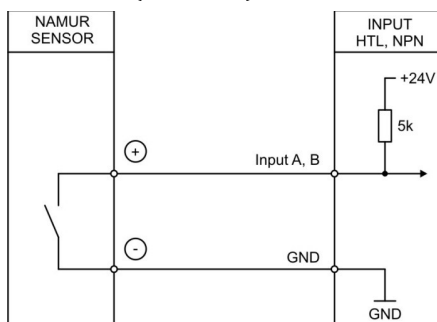 NAMUR
SENSOR
INPUT
HTL, NPN
+24V
5k
+
Input A, B
-
GND
GND